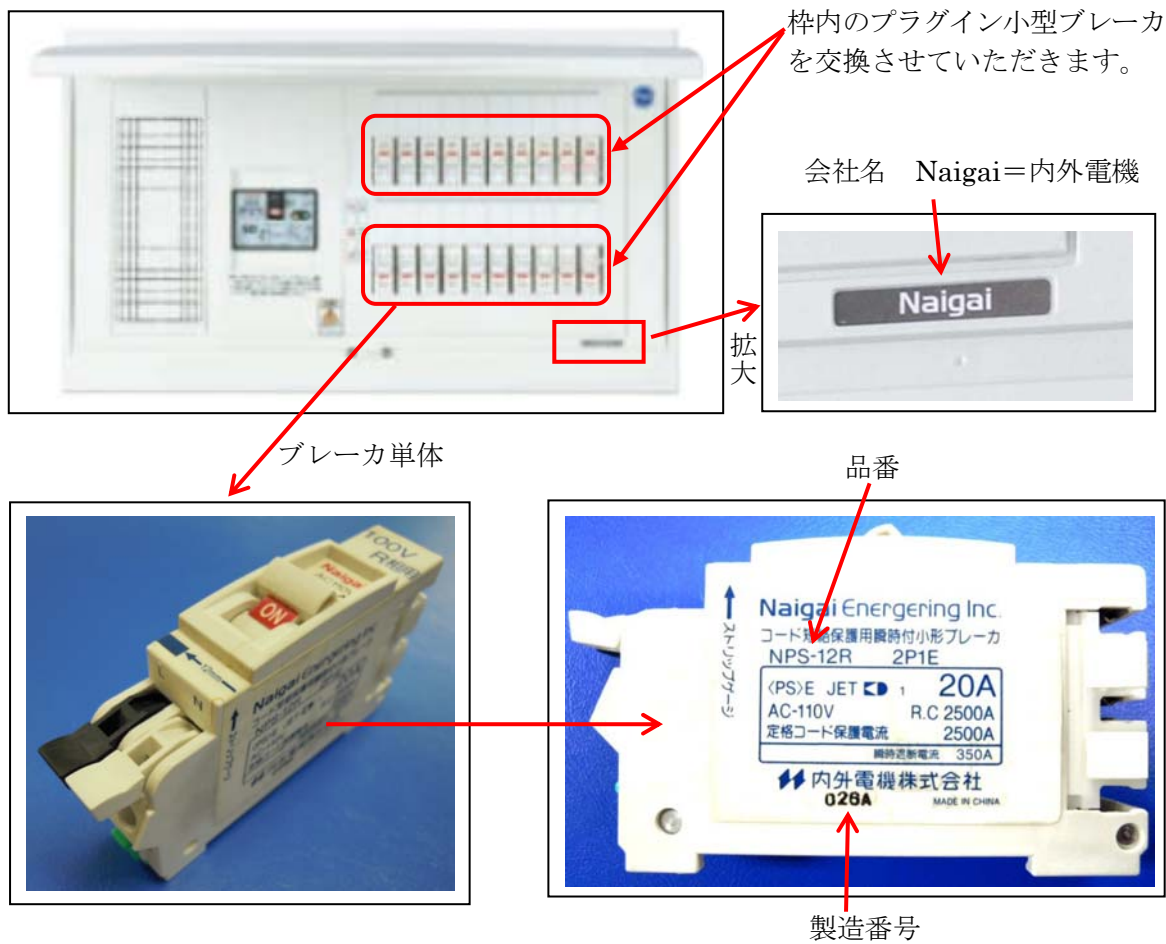 枠内のプラグイン小型ブレーカ
を交換させていただきます。
会社名 Naigai＝内外電機
Naigai
拡大
ブレーカ単体
品番
100V
Naigai
ON
12mm
L
N
Naigai Energering Inc.
↑ストリップゲージ
Naigai Energering Inc.
コード短絡保護用瞬時付小形ブレーカ
NPS-12R 2P1E
<PS>E JET 1 20A
AC-110V R.C 2500A
定格コード保護電流 2500A
瞬時遮断電流 350A
内外電機株式会社
026A MADE IN CHINA
製造番号